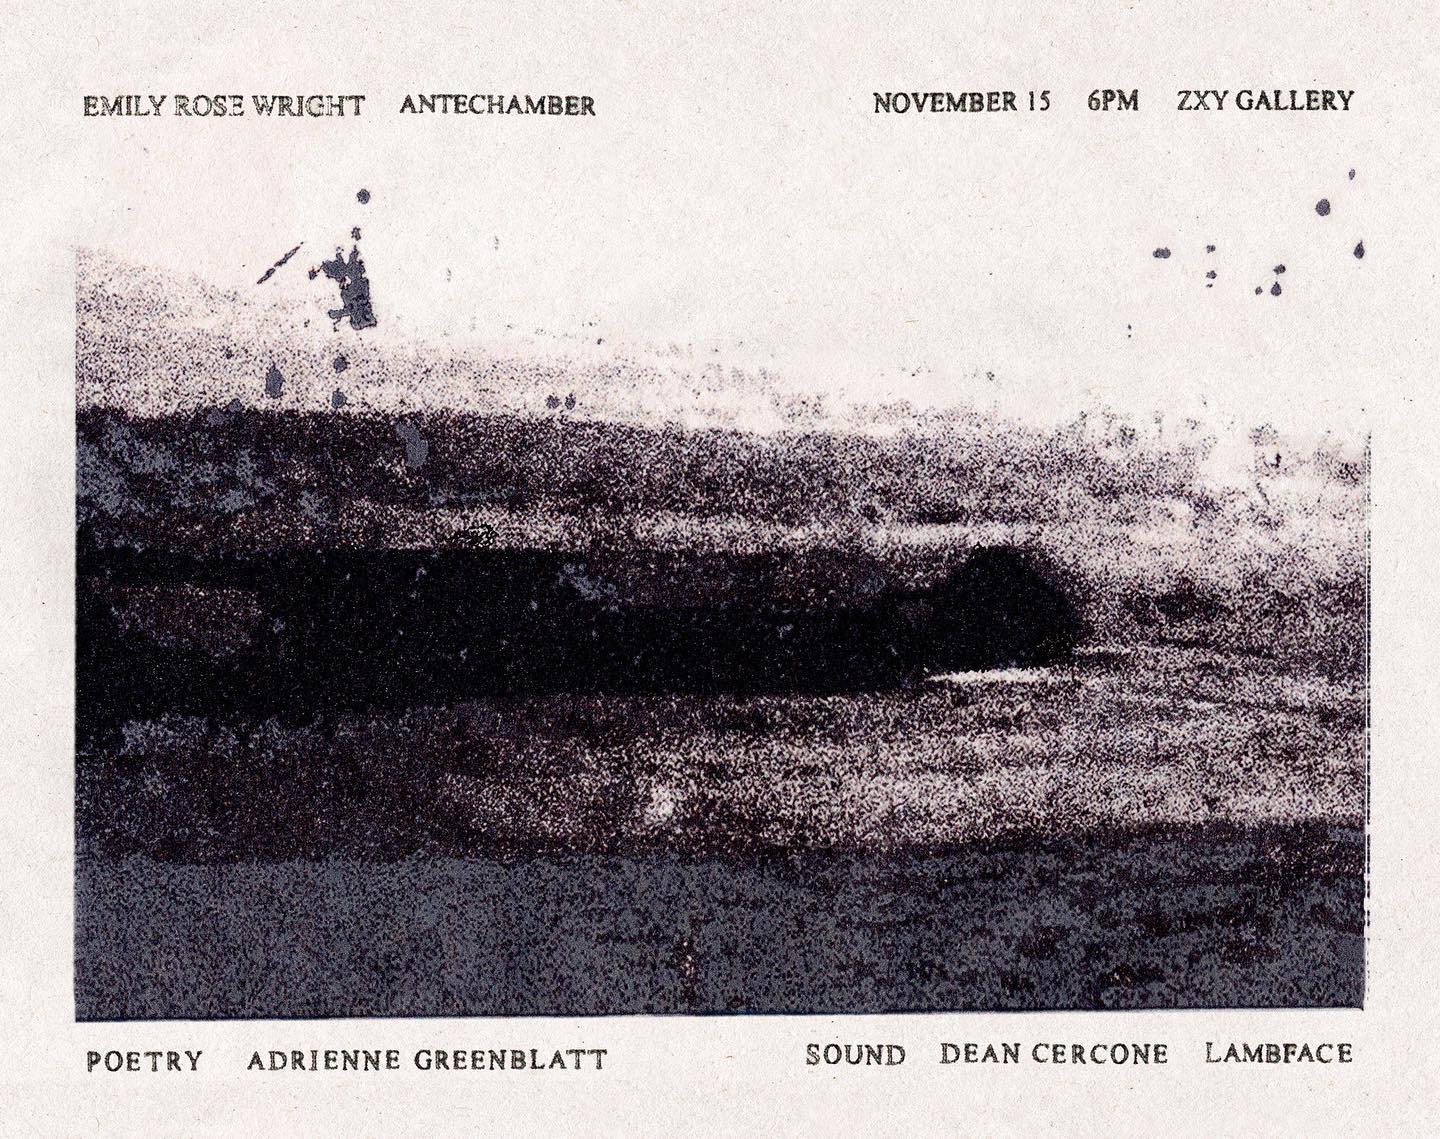 EMILY ROSE WRIGHT ANTECHAMBER NOVEMBER 15 6PM ZXY GALLERY
POETRY ADRIENNE GREENBLATT SOUND DEAN CERCONE LAMBFACE